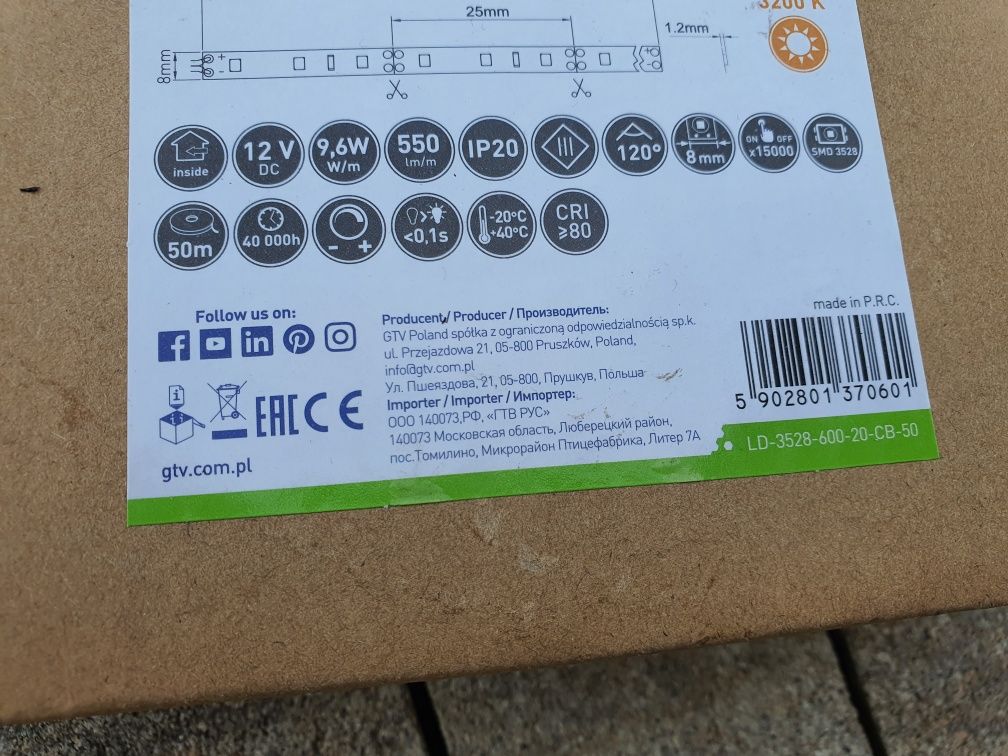 25mm
3200 K
1.2mm
8mm
+
-
+
-
inside
12 V
DC
9,6W
W/m
550
lm/m
IP20
III
120°
8mm
ON OFF
x15000
SMD 3528
50m
40 000h
- +
<0,1s
-20°C
+40°C
CRI
≥80
Follow us on:
made in P.R.C.
Producent / Producer / Производитель:
GTV Poland spółka z ograniczoną odpowiedzialnością sp.k.
ul. Przejazdowa 21, 05-800 Pruszków, Poland,
info@gtv.com.pl
Ул. Пшеяздова, 21, 05-800, Прушкув, Польша
Importer / Importer / Импортер:
ООО 140073,РФ, «ГТВ РУС»
140073 Московская область, Люберецкий район,
пос.Томилино, Микрорайон Птицефабрика, Литер 7А
EAC CE
gtv.com.pl
5 902801 370601
LD-3528-600-20-CB-50